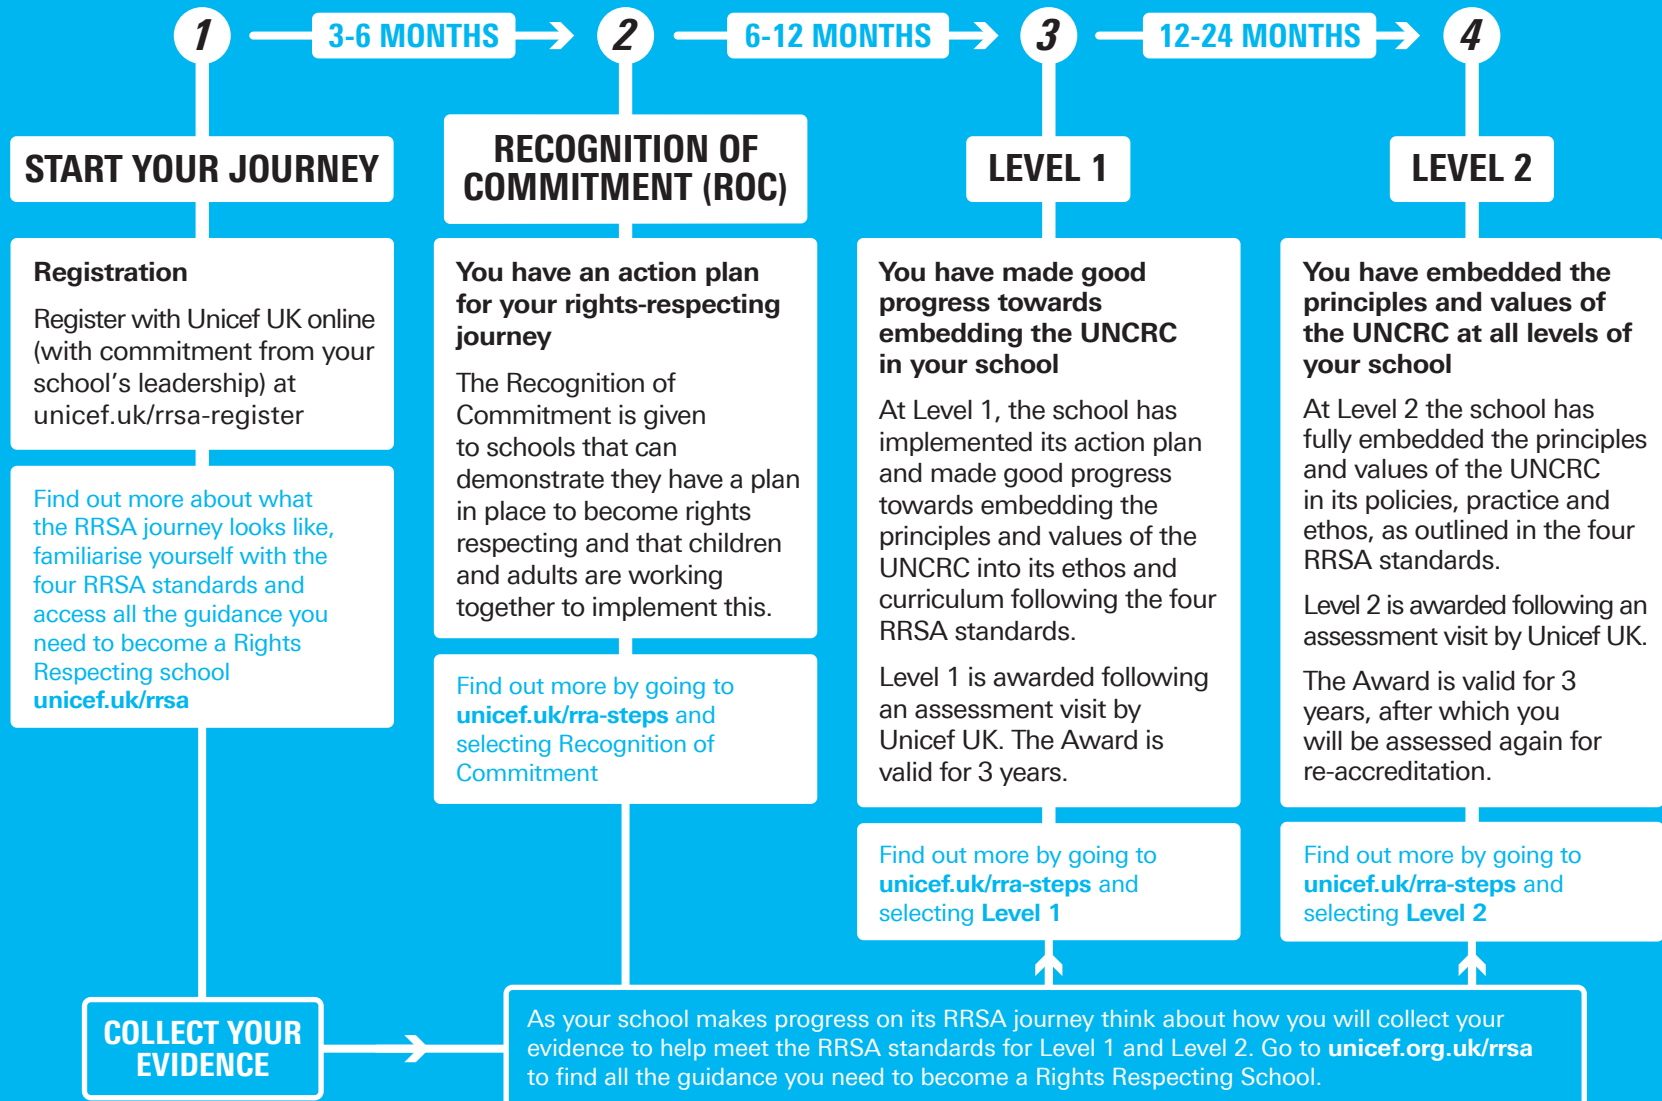 1
3-6 MONTHS
2
6-12 MONTHS
3
12-24 MONTHS
4
START YOUR JOURNEY
Registration
Register with Unicef UK online
(with commitment from your
school's leadership) at
unicef.uk/rrsa-register
Find out more about what
the RRSA journey looks like,
familiarise yourself with the
four RRSA standards and
access all the guidance you
need to become a Rights
Respecting school
unicef.uk/rrsa
RECOGNITION OF
COMMITMENT (ROC)
You have an action plan
for your rights-respecting
journey
The Recognition of
Commitment is given
to schools that can
demonstrate they have a plan
in place to become rights
respecting and that children
and adults are working
together to implement this.
Find out more by going to
unicef.uk/rra-steps and
selecting Recognition of
Commitment
LEVEL 1
You have made good
progress towards
embedding the UNCRC
in your school
At Level 1, the school has
implemented its action plan
and made good progress
towards embedding the
principles and values of the
UNCRC into its ethos and
curriculum following the four
RRSA standards.
Level 1 is awarded following
an assessment visit by
Unicef UK. The Award is
valid for 3 years.
Find out more by going to
unicef.uk/rra-steps and
selecting Level 1
LEVEL 2
You have embedded the
principles and values of
the UNCRC at all levels of
your school
At Level 2 the school has
fully embedded the principles
and values of the UNCRC
in its policies, practice and
ethos, as outlined in the four
RRSA standards.
Level 2 is awarded following an
assessment visit by Unicef UK.
The Award is valid for 3
years, after which you
will be assessed again for
re-accreditation.
Find out more by going to
unicef.uk/rra-steps and
selecting Level 2
COLLECT YOUR
EVIDENCE
As your school makes progress on its RRSA journey think about how you will collect your
evidence to help meet the RRSA standards for Level 1 and Level 2. Go to unicef.org.uk/rrsa
to find all the guidance you need to become a Rights Respecting School.